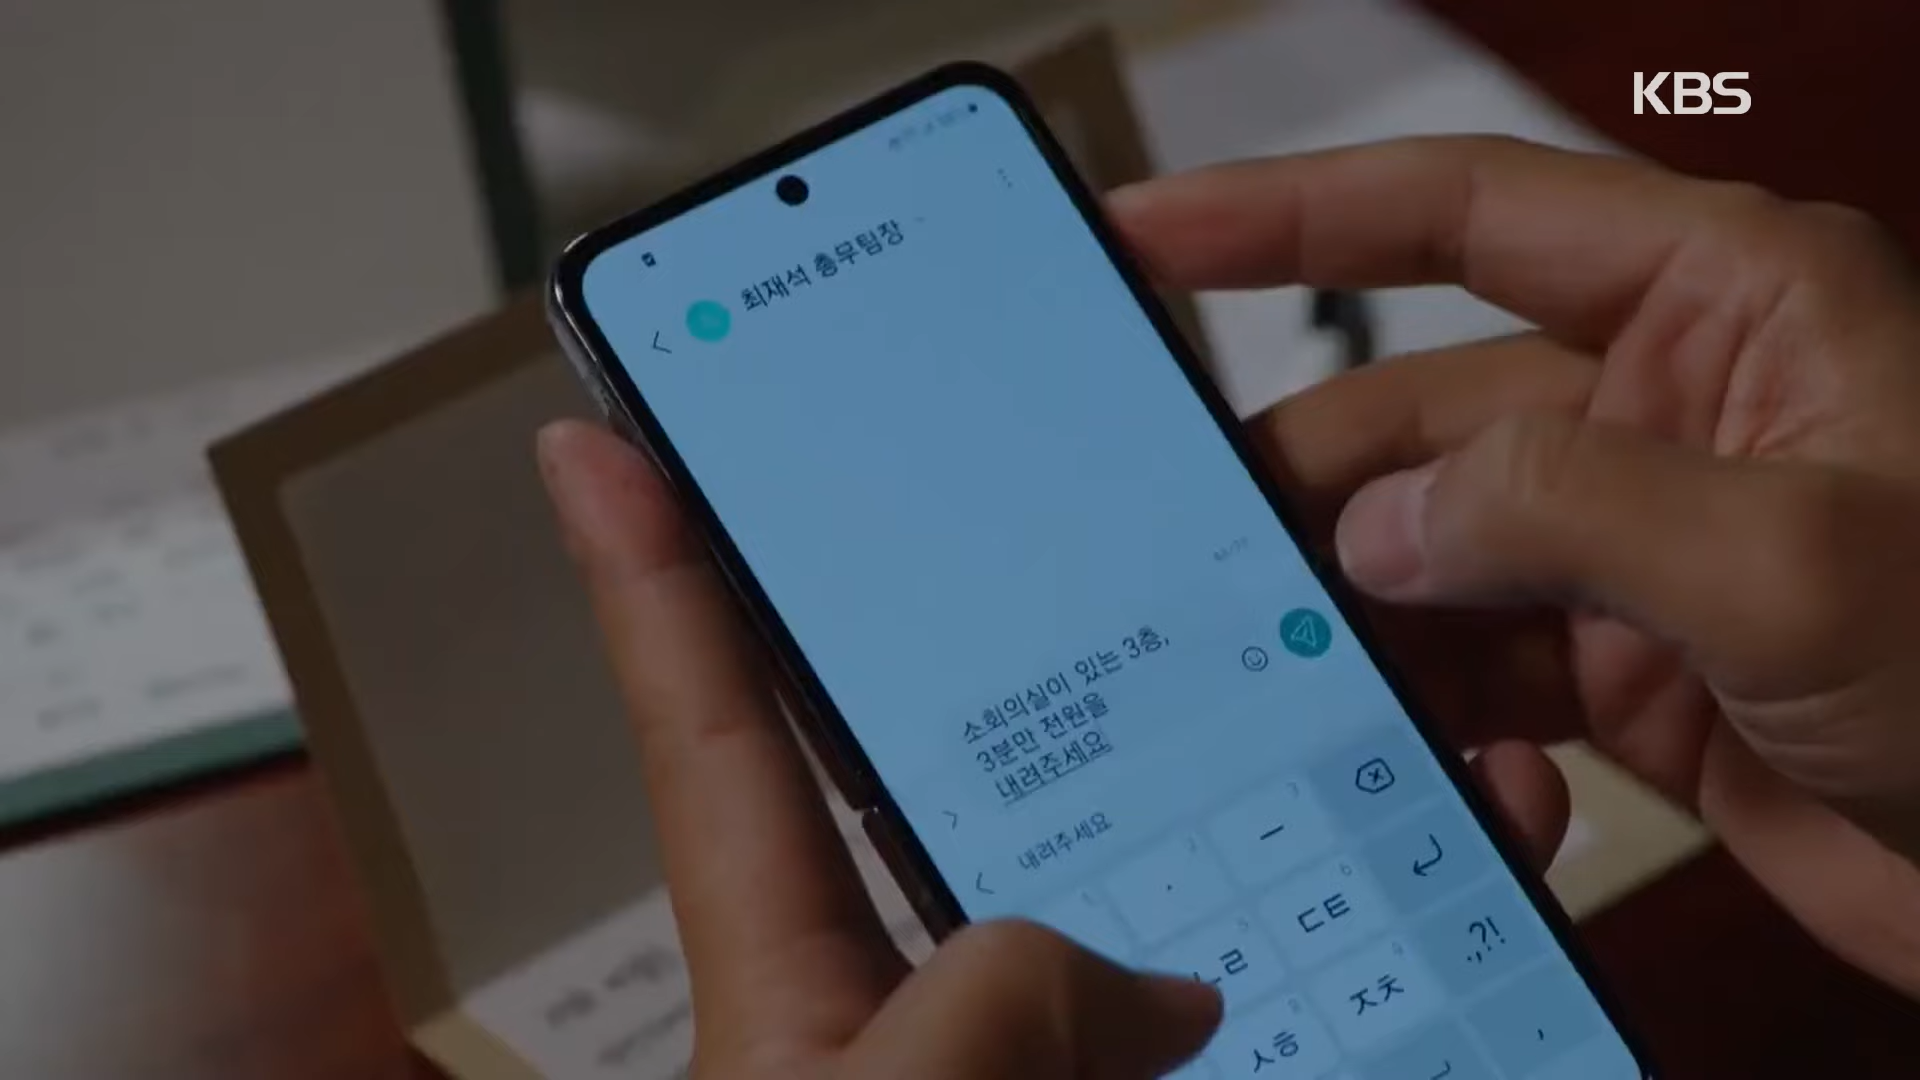 KBS
최재석 총무팀장
소회의실이 있는 3층,
3분만 전원을
내려주세요
내려주세요
ㅡ
ㄷㅌ
.,?!
ㄴㄹ
ㅈㅊ
ㅅㅎ